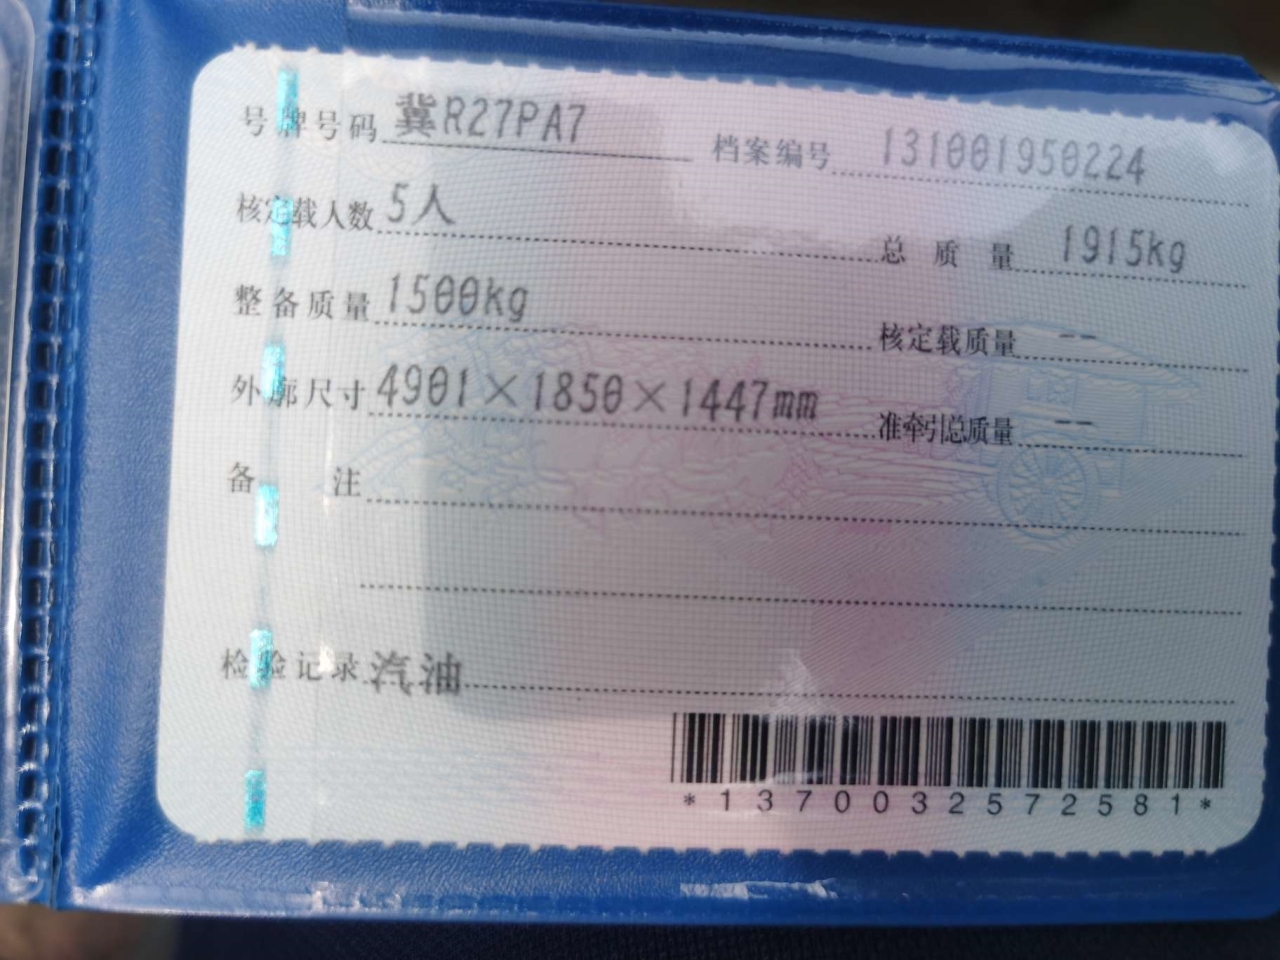 号牌号码 冀R27PA7 档案编号 131001950224
核定载人数 5人 总质量 1915kg
整备质量 1500kg 核定载质量 --
外廓尺寸 4901×1850×1447mm 准牵引总质量 --
备注
检验记录 汽油
*1370032572581*